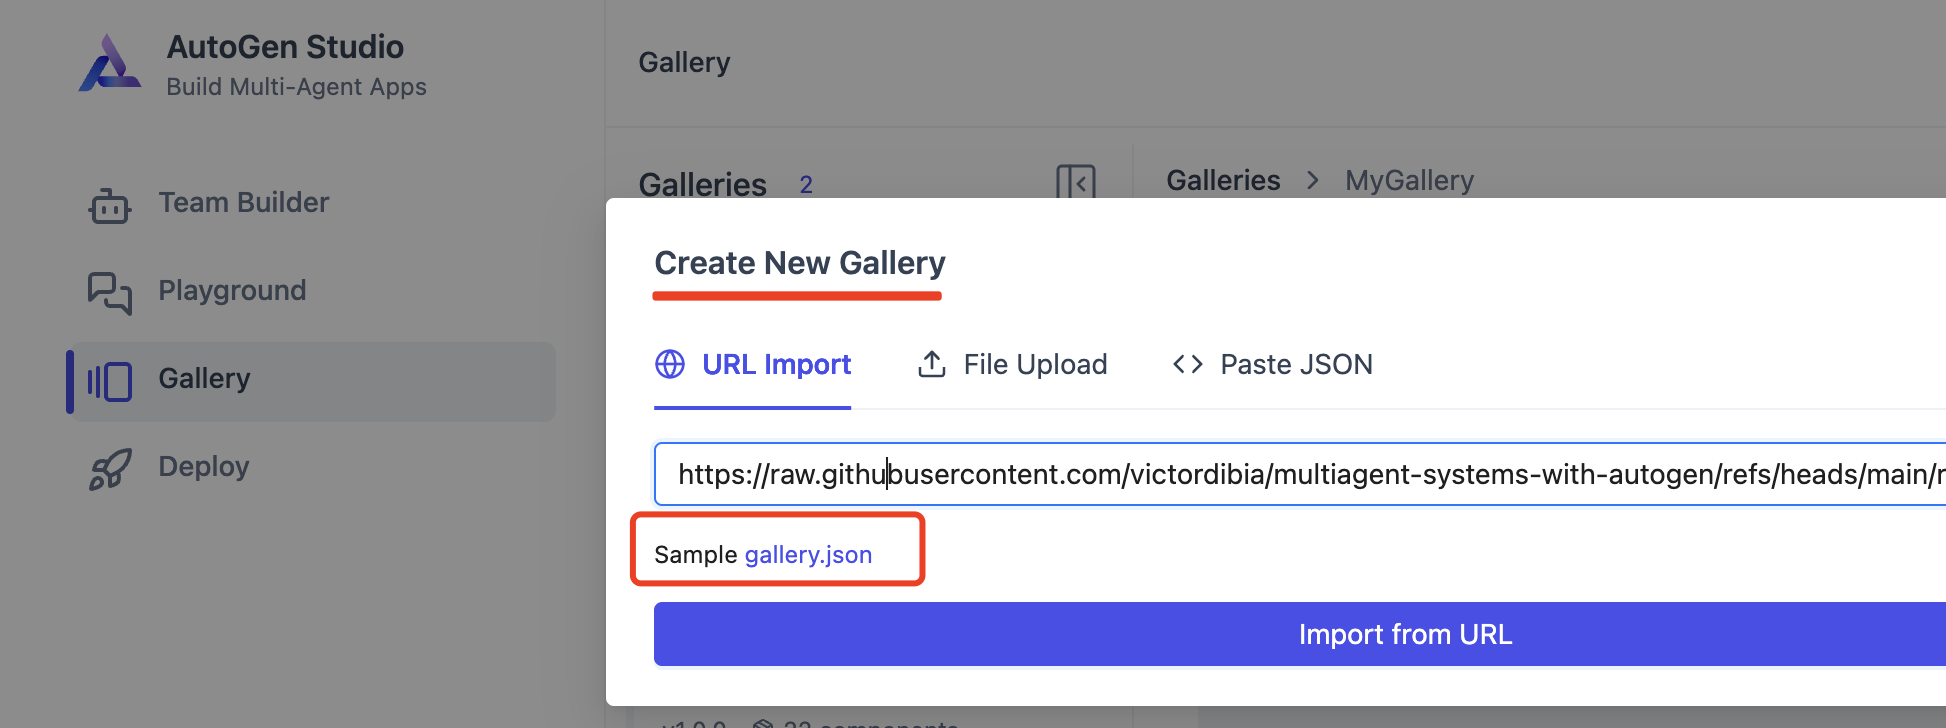 AutoGen Studio
Build Multi-Agent Apps
Team Builder
Playground
Gallery
Deploy
Gallery
Galleries 2
Galleries > MyGallery
Create New Gallery
URL Import
File Upload
Paste JSON
https://raw.githubusercontent.com/victordibia/multiagent-systems-with-autogen/refs/heads/main/
Sample gallery.json
Import from URL